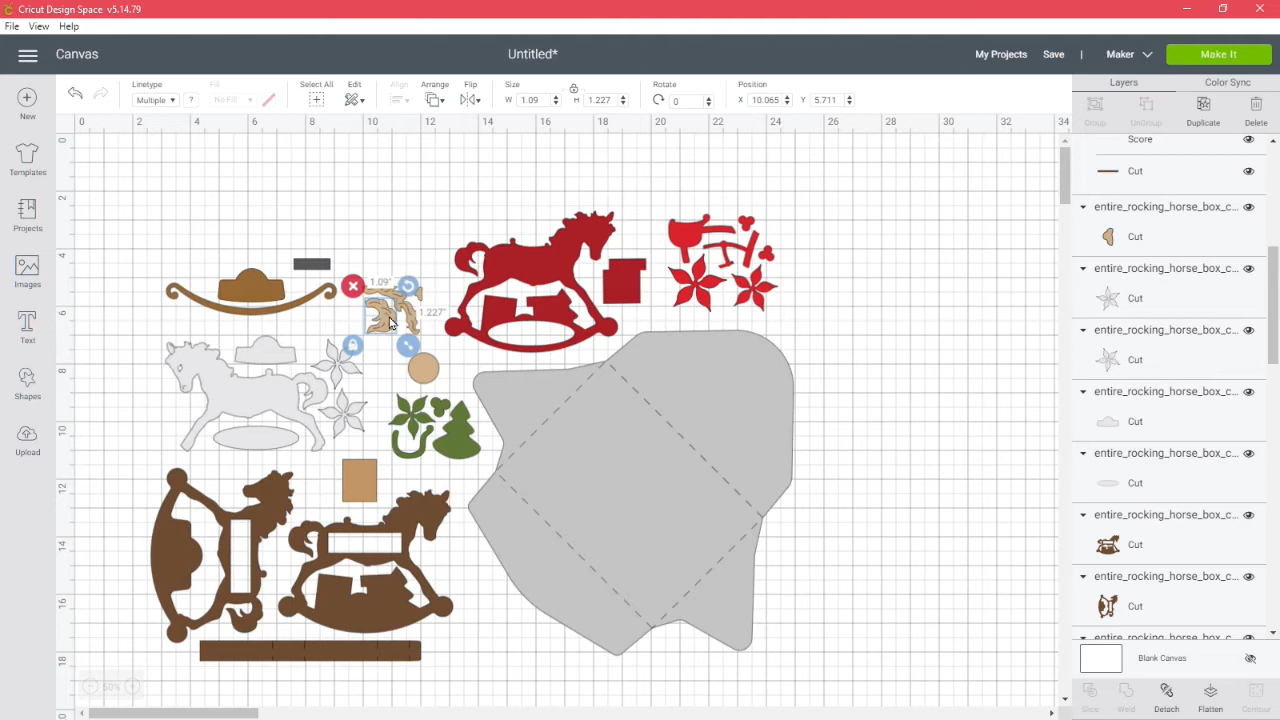 Cricut Design Space v5.14.79
File View Help
Canvas
Untitled*
My Projects Save | Maker Make It
Linetype Fill Select All Edit Align Arrange Flip Size Rotate Position
Multiple ? No Fill W 1.09 H 1.227 0 X 10.065 Y 5.711
Layers Color Sync
Group UnGroup Duplicate Delete
New
Templates
Projects
Images
Text
Shapes
Upload
0 2 4 6 8 10 12 14 16 18 20 22 24 26 28 30 32 34
0
2
4
6
8
10
12
14
16
18
1.09"
1.227"
50%
Score
Cut
entire_rocking_horse_box_c...
Cut
entire_rocking_horse_box_c...
Cut
entire_rocking_horse_box_c...
Cut
entire_rocking_horse_box_c...
Cut
entire_rocking_horse_box_c...
Cut
entire_rocking_horse_box_c...
Cut
entire_rocking_horse_box_c...
Cut
Blank Canvas
Slice Weld Detach Flatten Contour